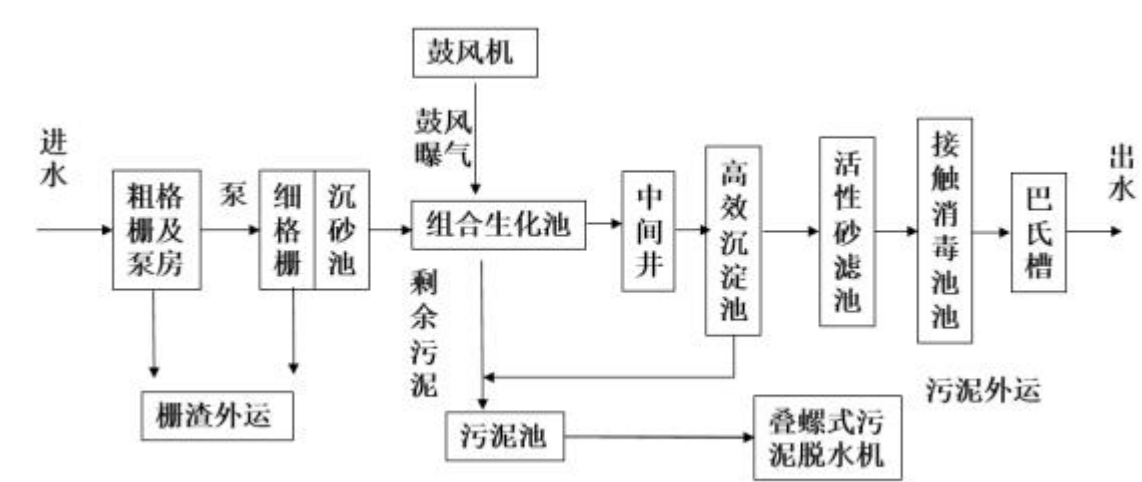 鼓风机
鼓风
曝气
进水
粗格
栅及
泵房
泵
细格栅
沉砂池
组合生化池
中间井
高效沉淀池
活性砂滤池
接触消毒池池
巴氏槽
出水
剩余污泥
栅渣外运
污泥池
叠螺式污
泥脱水机
污泥外运